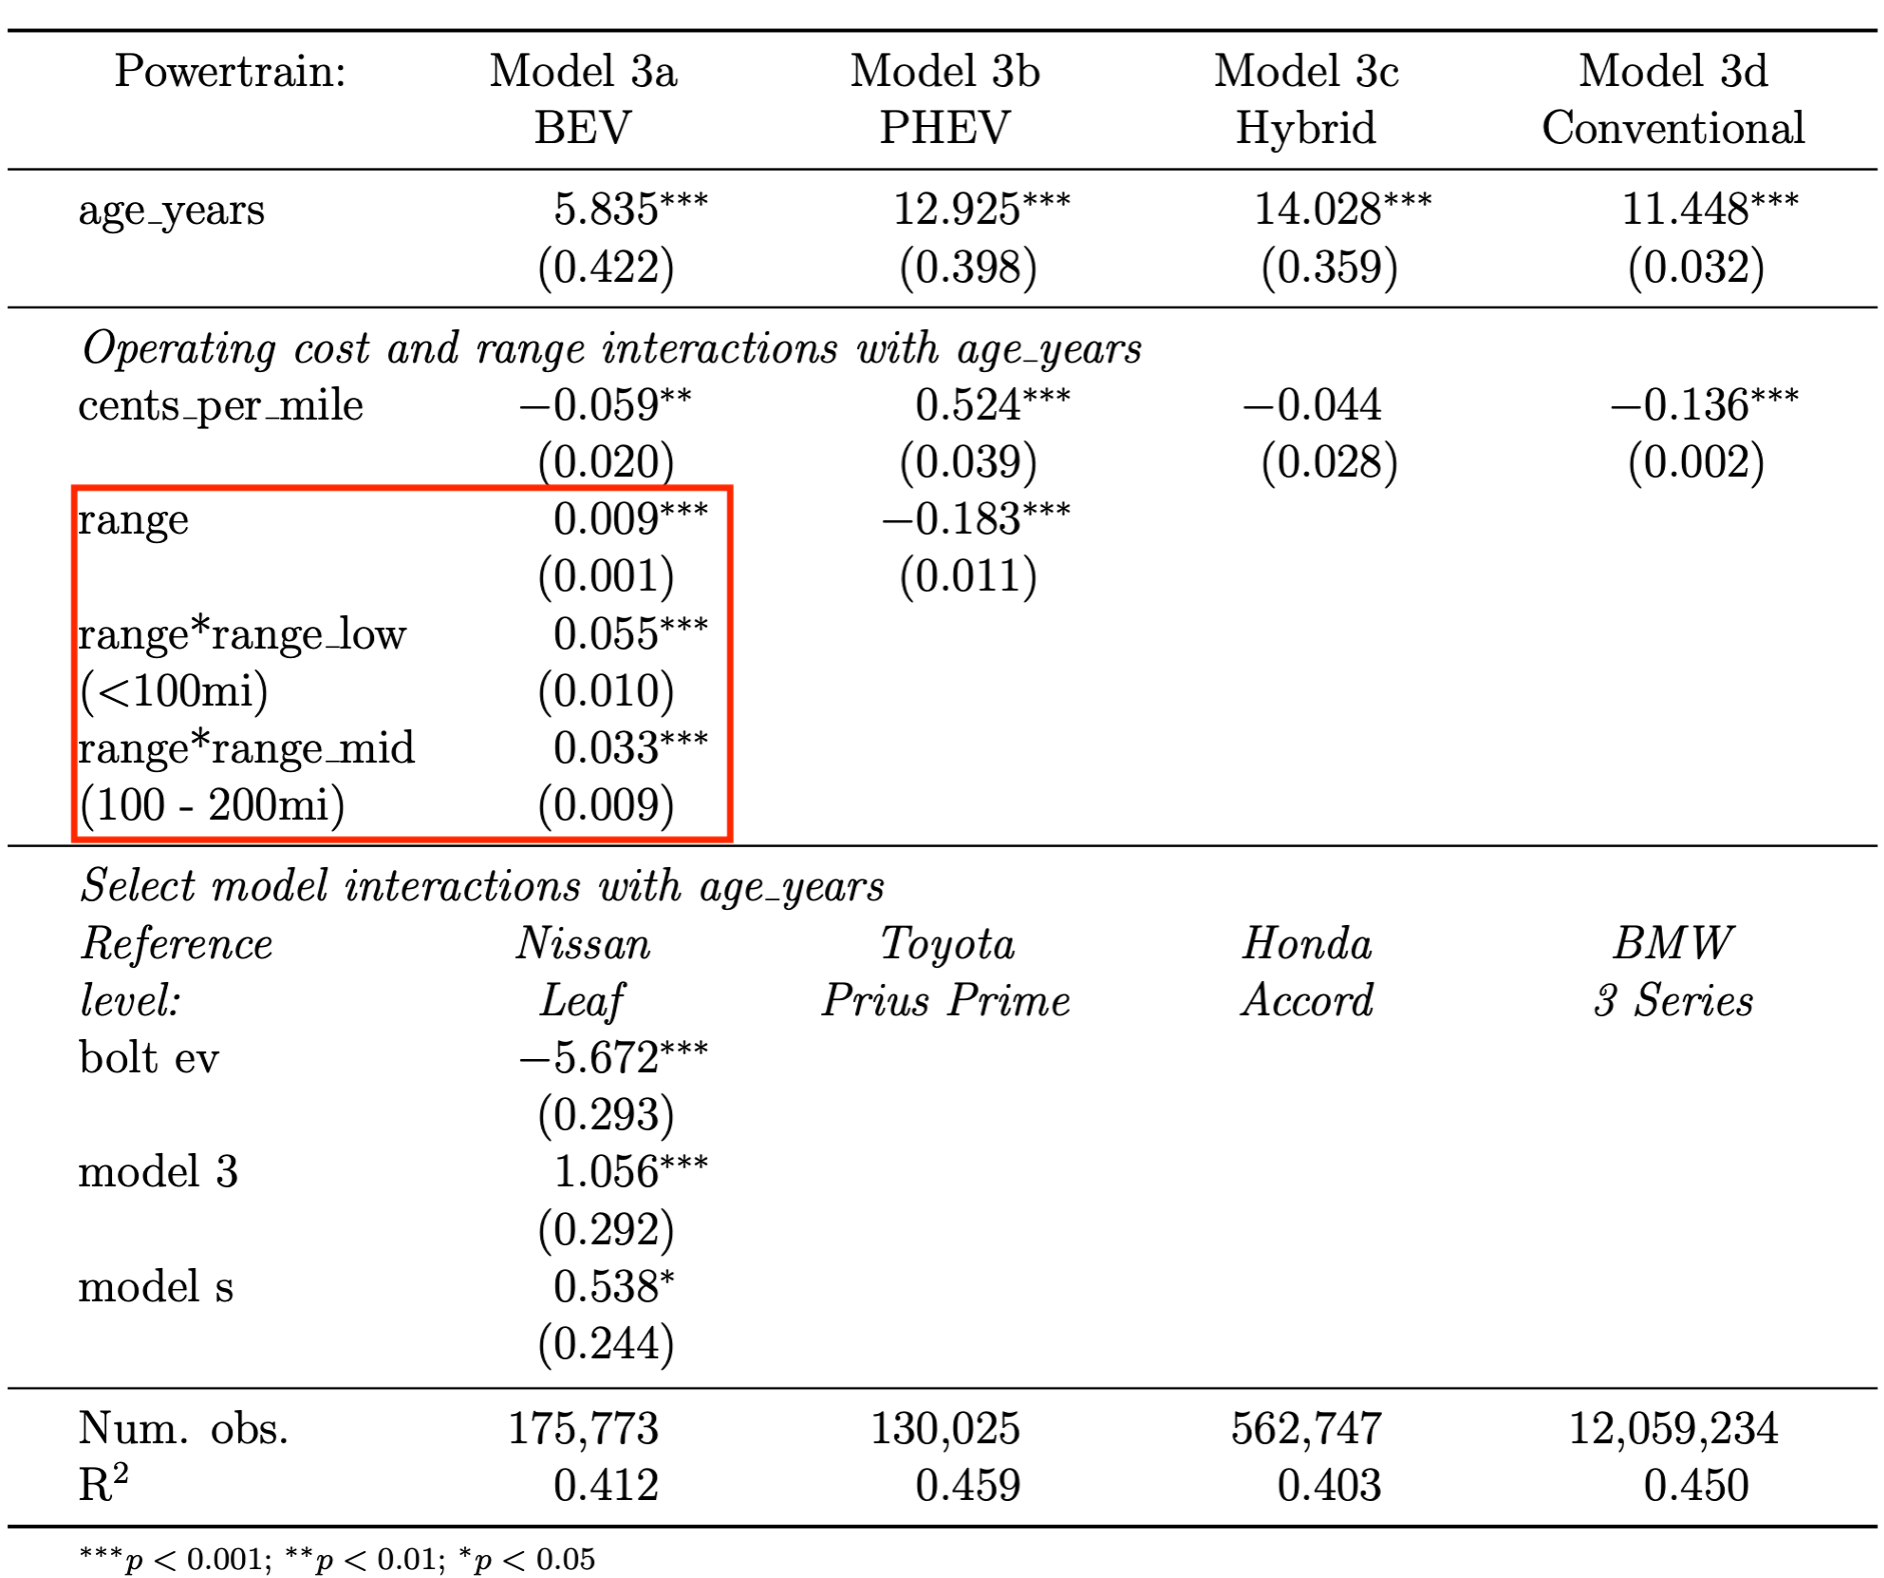 Powertrain: Model 3a Model 3b Model 3c Model 3d
BEV PHEV Hybrid Conventional
age_years 5.835*** 12.925*** 14.028*** 11.448***
(0.422) (0.398) (0.359) (0.032)
Operating cost and range interactions with age_years
cents_per_mile −0.059** 0.524*** −0.044 −0.136***
(0.020) (0.039) (0.028) (0.002)
range 0.009*** −0.183***
(0.001) (0.011)
range*range_low 0.055***
(<100mi) (0.010)
range*range_mid 0.033***
(100 - 200mi) (0.009)
Select model interactions with age_years
Reference Nissan Toyota Honda BMW
level: Leaf Prius Prime Accord 3 Series
bolt ev −5.672***
(0.293)
model 3 1.056***
(0.292)
model s 0.538*
(0.244)
Num. obs. 175,773 130,025 562,747 12,059,234
R² 0.412 0.459 0.403 0.450
***p < 0.001; **p < 0.01; *p < 0.05